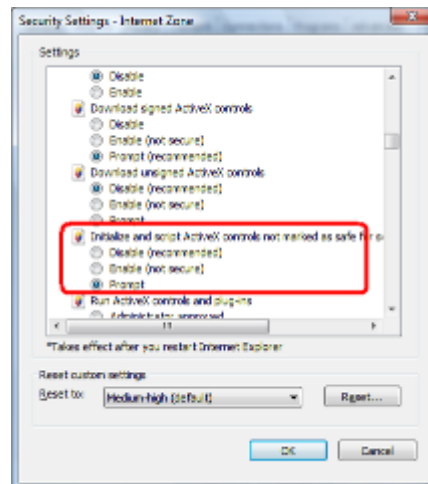 Security Settings - Internet Zone
Settings
Disable
Enable
Download signed ActiveX controls
Disable
Enable (not secure)
Prompt (recommended)
Download unsigned ActiveX controls
Disable (recommended)
Enable (not secure)
Prompt
Initialize and script ActiveX controls not marked as safe for s
Disable (recommended)
Enable (not secure)
Prompt
Run ActiveX controls and plug-ins
Administrator approved
*Takes effect after you restart Internet Explorer
Reset custom settings
Reset to:
Medium-high (default)
Reset...
OK
Cancel